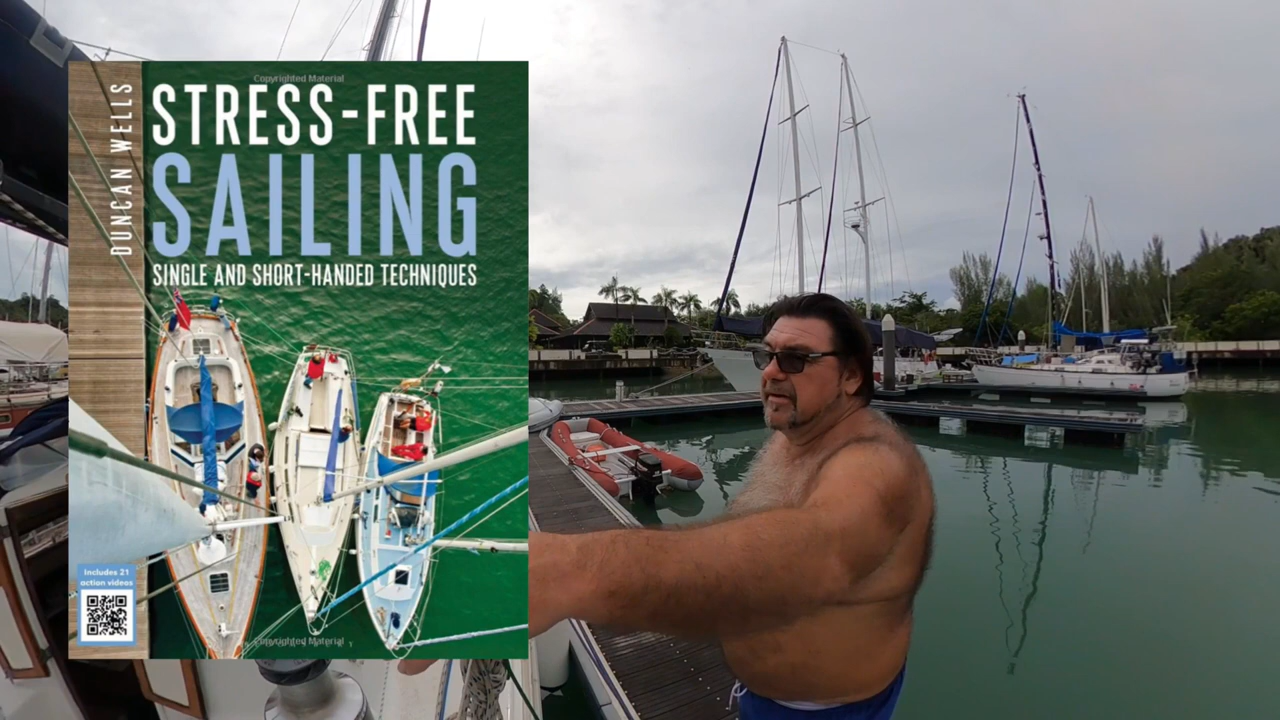 Copyrighted Material
DUNCAN WELLS
STRESS-FREE
SAILING
SINGLE AND SHORT-HANDED TECHNIQUES
Includes 21
action videos
Copyrighted Material